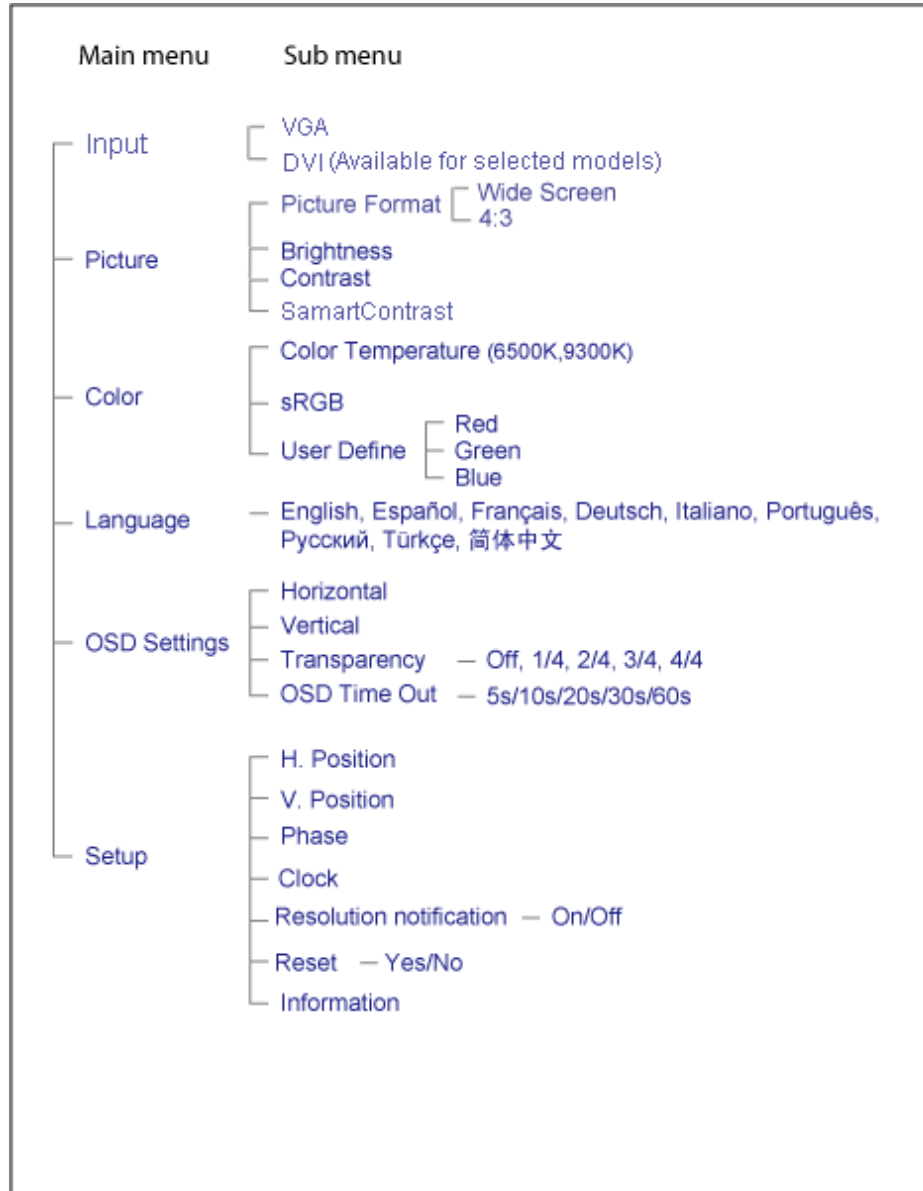 Main menu Sub menu
Input
VGA
DVI (Available for selected models)
Picture
Picture Format
Wide Screen
4:3
Brightness
Contrast
SamartContrast
Color
Color Temperature (6500K,9300K)
sRGB
User Define
Red
Green
Blue
Language
English, Español, Français, Deutsch, Italiano, Português,
Русский, Türkçe, 简体中文
OSD Settings
Horizontal
Vertical
Transparency — Off, 1/4, 2/4, 3/4, 4/4
OSD Time Out — 5s/10s/20s/30s/60s
Setup
H. Position
V. Position
Phase
Clock
Resolution notification — On/Off
Reset — Yes/No
Information